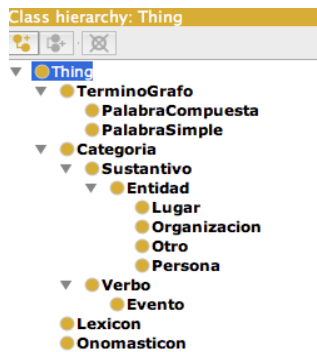 Class hierarchy: Thing
Thing
TerminoGrafo
PalabraCompuesta
PalabraSimple
Categoria
Sustantivo
Entidad
Lugar
Organizacion
Otro
Persona
Verbo
Evento
Lexicon
Onomasticon